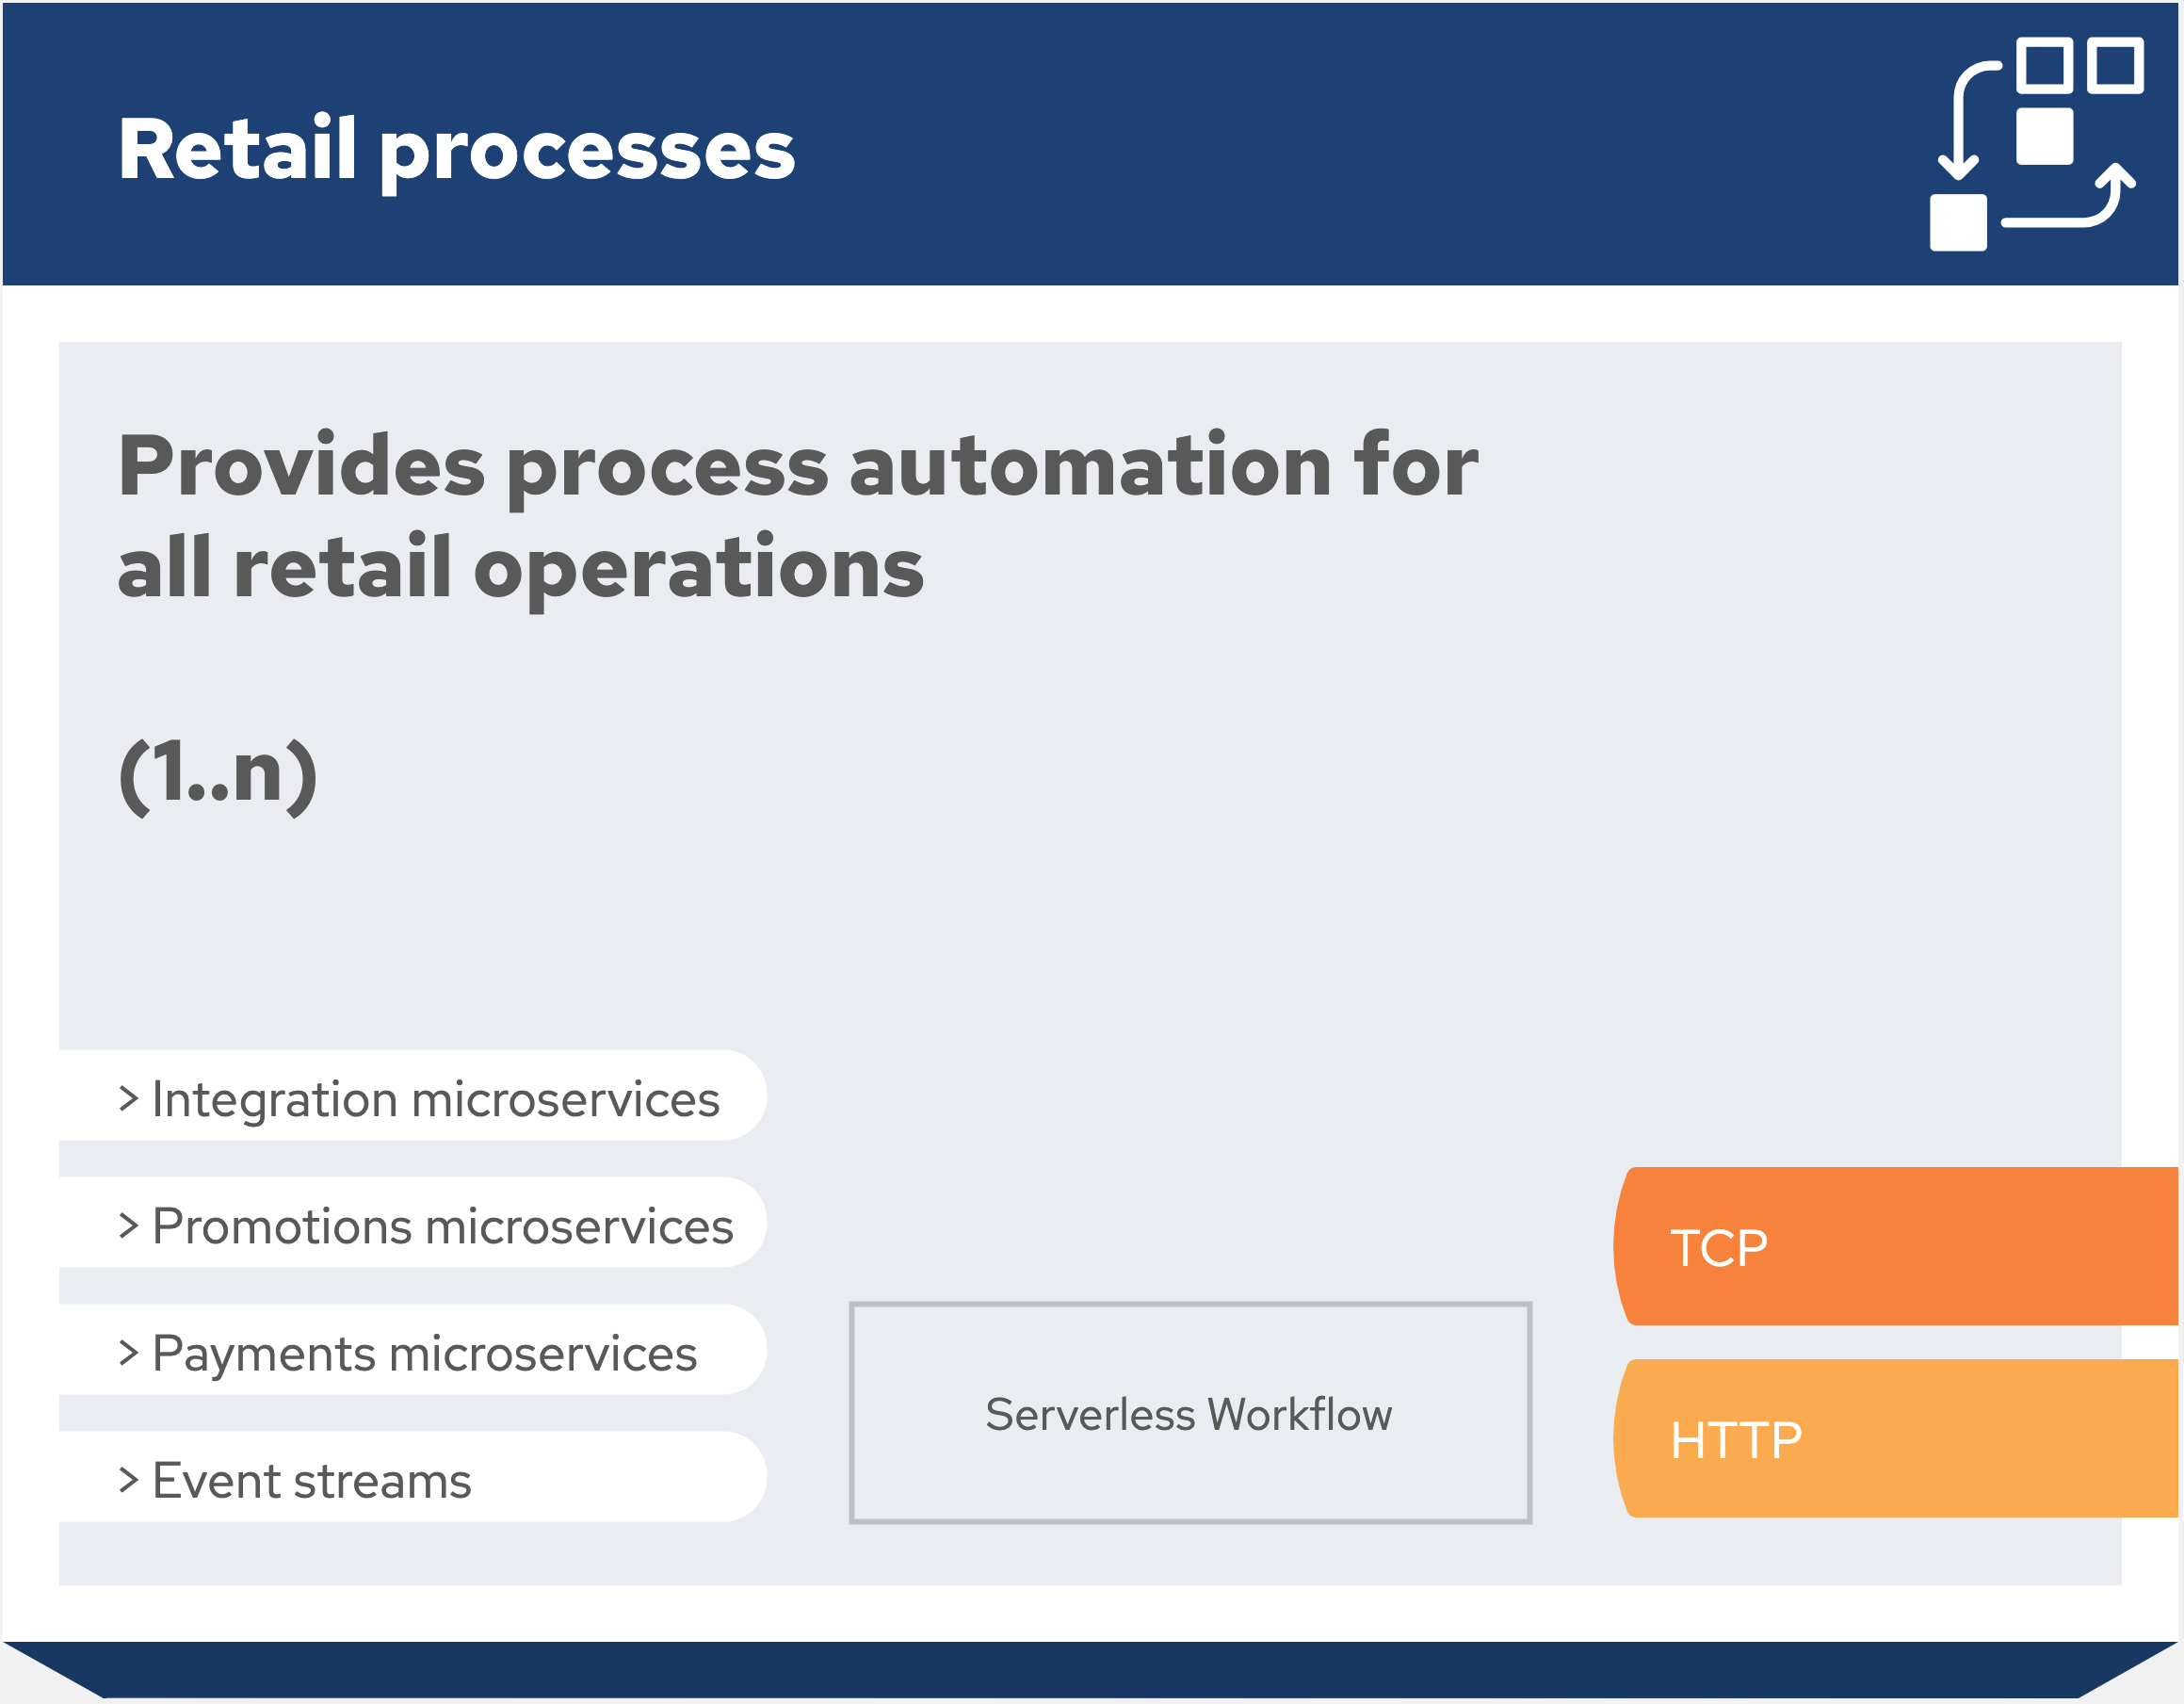 Retail processes
Provides process automation for
all retail operations
(1..n)
> Integration microservices
> Promotions microservices
> Payments microservices
> Event streams
Serverless Workflow
TCP
HTTP